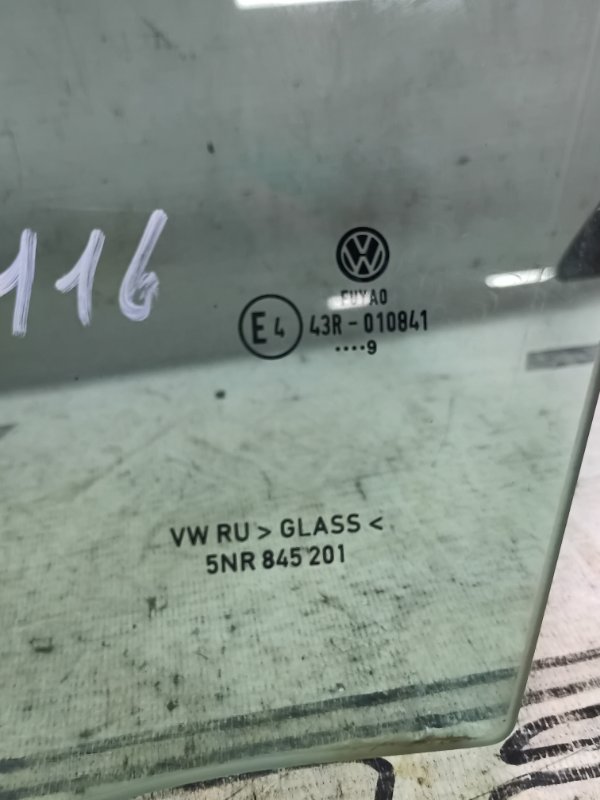 116
FUYAO
E4 43R-010841
····9
VW RU > GLASS <
5NR 845 201